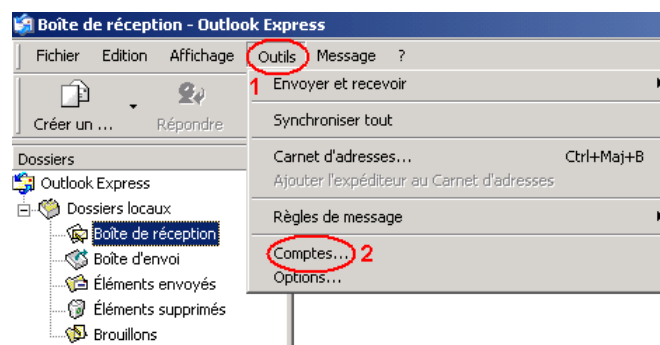 Boîte de réception - Outlook Express
Fichier Edition Affichage Outils Message ?
1
Envoyer et recevoir
Créer un ... Répondre
Synchroniser tout
Dossiers
Carnet d'adresses... Ctrl+Maj+B
Outlook Express
Ajouter l'expéditeur au Carnet d'adresses
Dossiers locaux
Règles de message
Boîte de réception
Comptes... 2
Boîte d'envoi
Options...
Éléments envoyés
Éléments supprimés
Brouillons